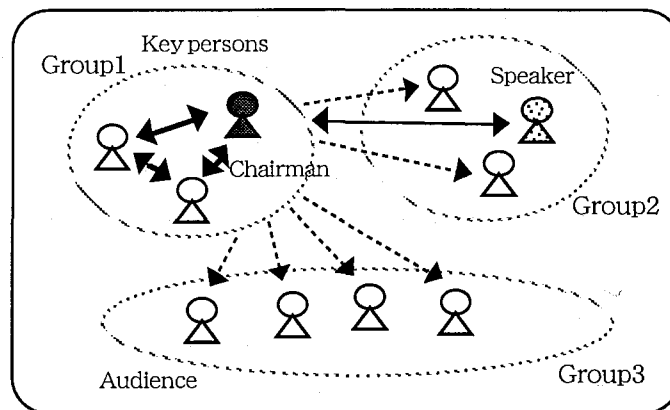 Key persons
Group1
Speaker
Chairman
Group2
Audience
Group3